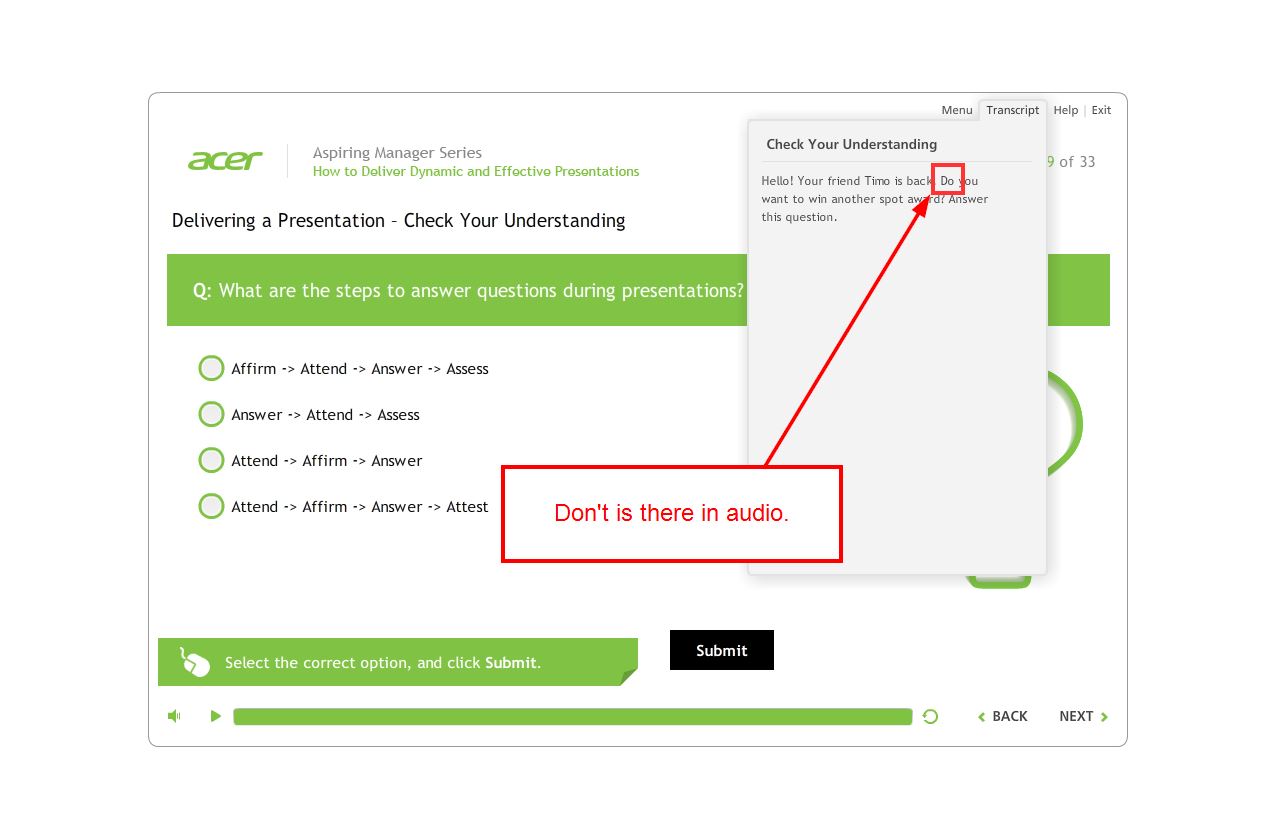 Menu Transcript Help | Exit
acer
Aspiring Manager Series
How to Deliver Dynamic and Effective Presentations
9 of 33
Delivering a Presentation – Check Your Understanding
Check Your Understanding
Hello! Your friend Timo is back. Do you
want to win another spot award? Answer
this question.
Q: What are the steps to answer questions during presentations?
Affirm -> Attend -> Answer -> Assess
Answer -> Attend -> Assess
Attend -> Affirm -> Answer
Attend -> Affirm -> Answer -> Attest
Don't is there in audio.
Select the correct option, and click Submit.
Submit
BACK NEXT